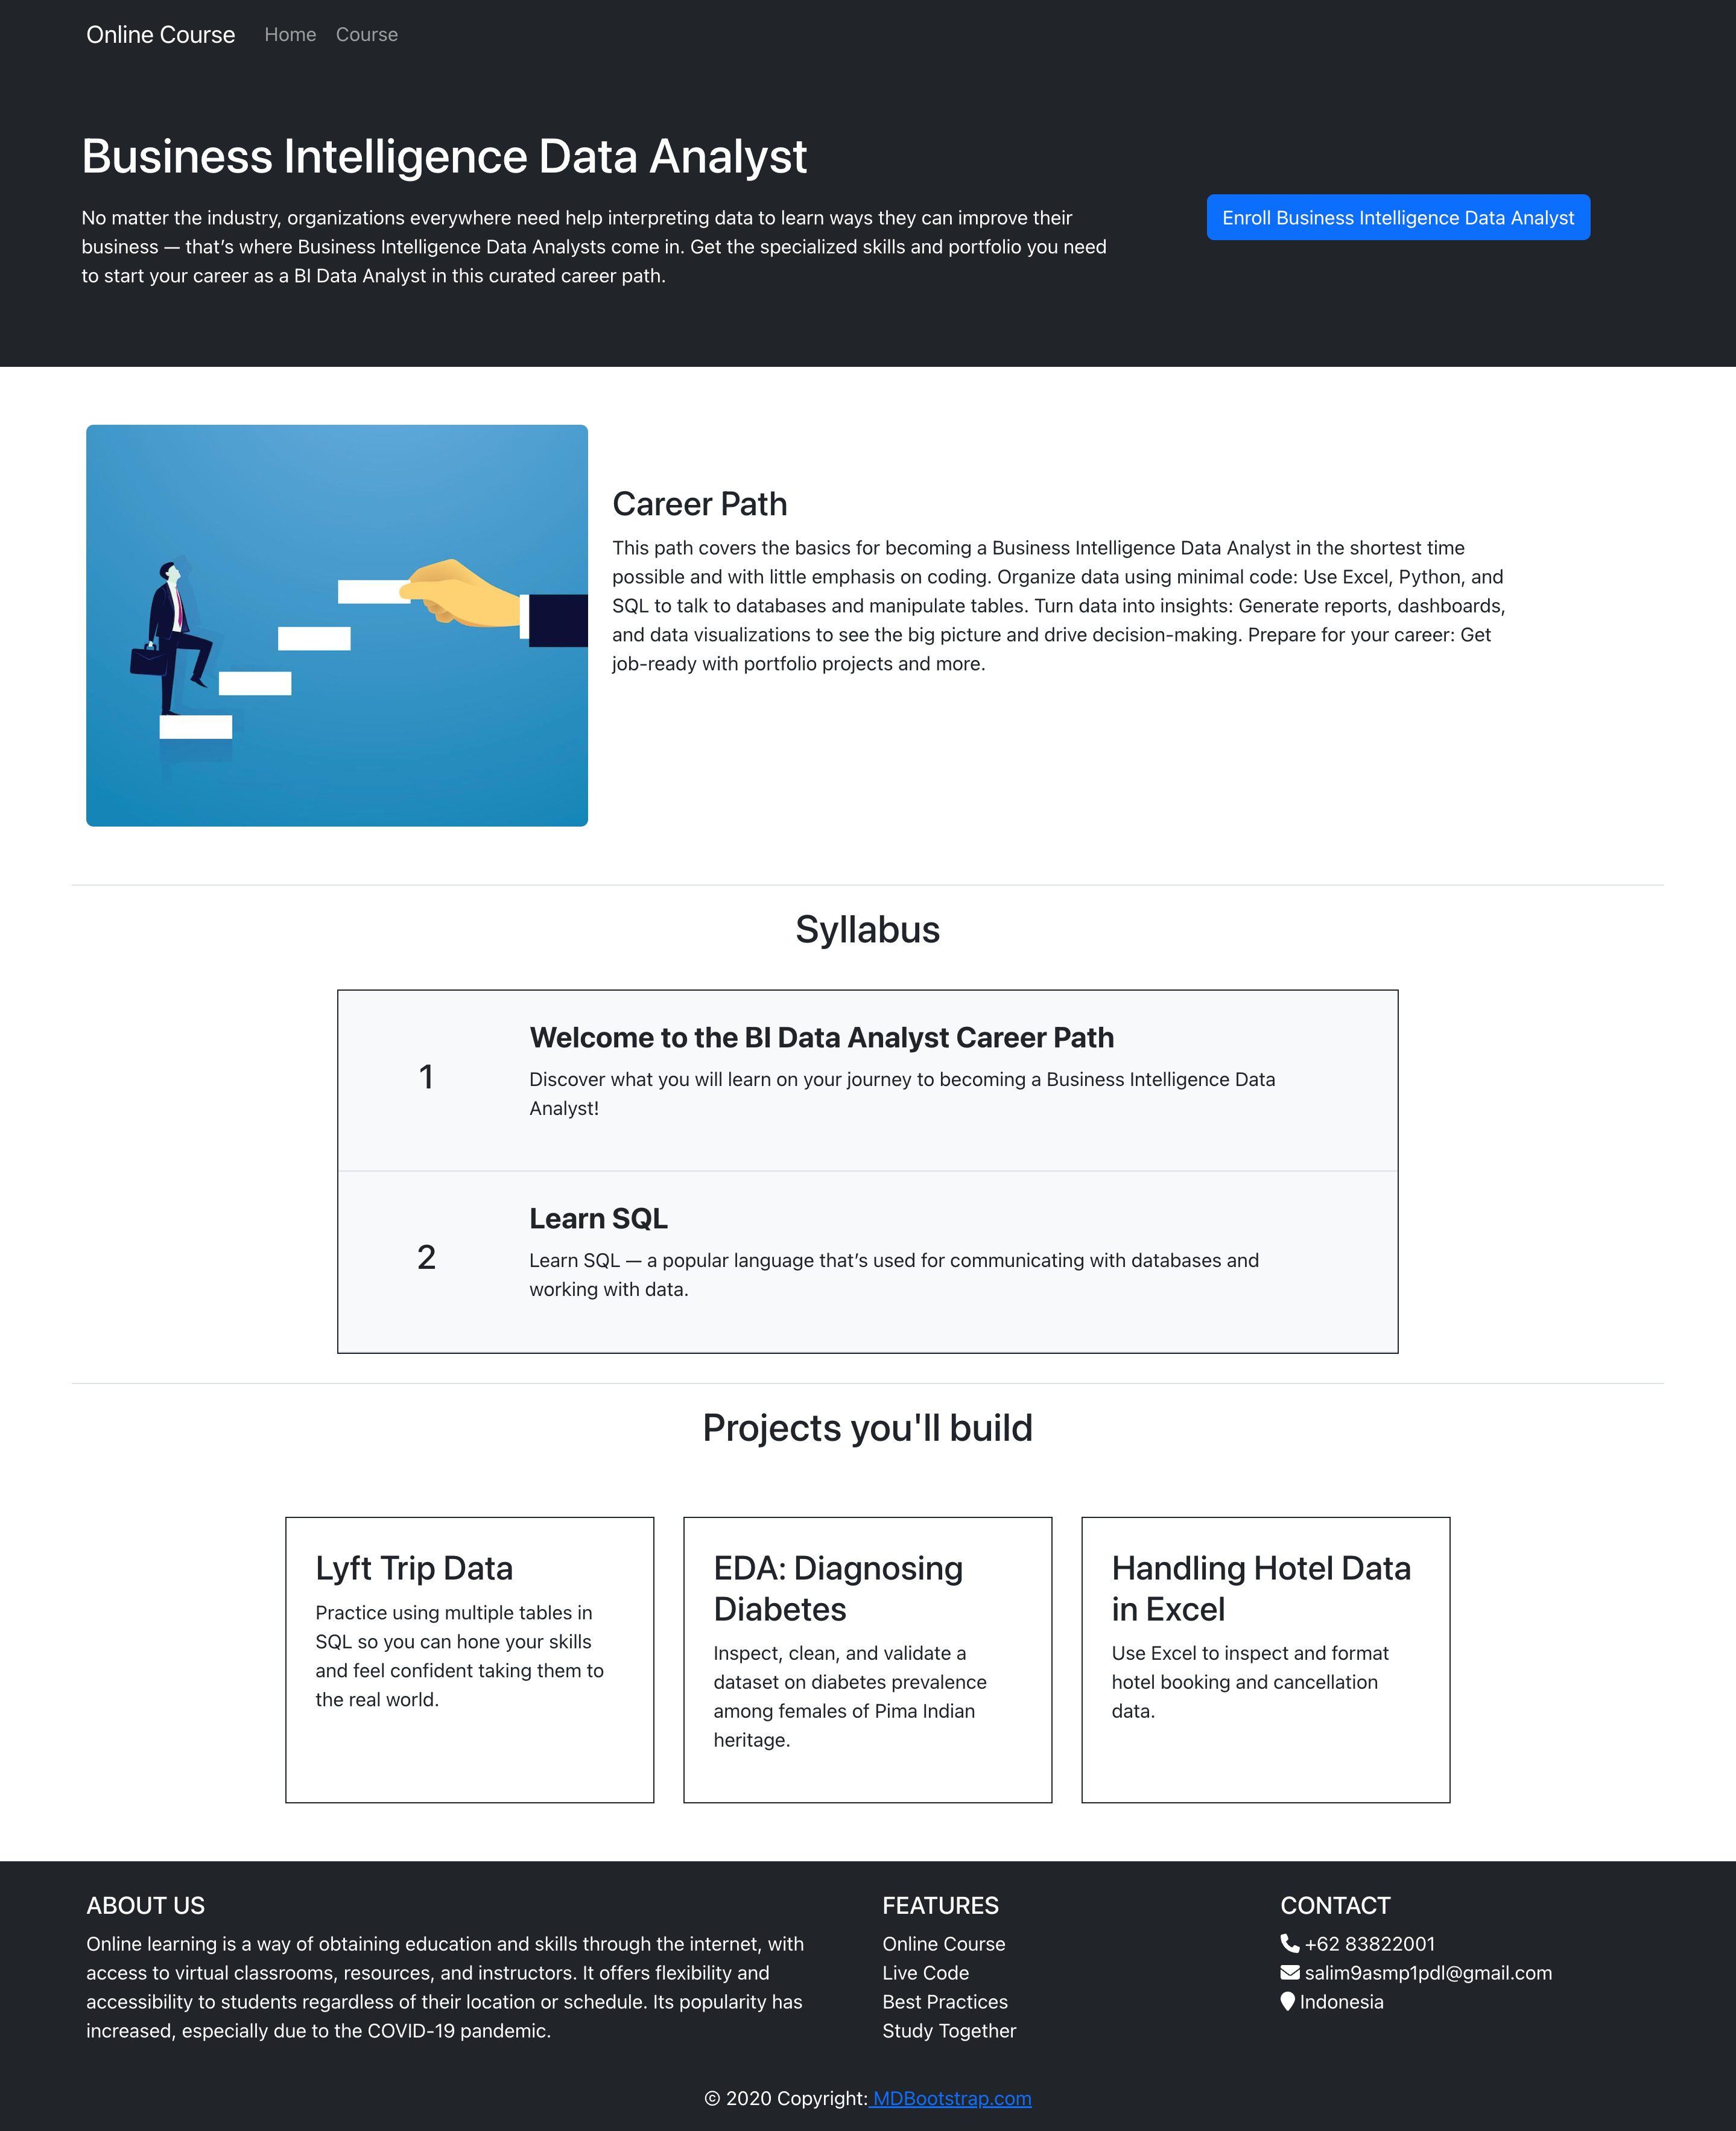 Online Course Home Course
Business Intelligence Data Analyst
No matter the industry, organizations everywhere need help interpreting data to learn ways they can improve their
business — that’s where Business Intelligence Data Analysts come in. Get the specialized skills and portfolio you need
to start your career as a BI Data Analyst in this curated career path.
Enroll Business Intelligence Data Analyst
Career Path
This path covers the basics for becoming a Business Intelligence Data Analyst in the shortest time
possible and with little emphasis on coding. Organize data using minimal code: Use Excel, Python, and
SQL to talk to databases and manipulate tables. Turn data into insights: Generate reports, dashboards,
and data visualizations to see the big picture and drive decision-making. Prepare for your career: Get
job-ready with portfolio projects and more.
Syllabus
1
Welcome to the BI Data Analyst Career Path
Discover what you will learn on your journey to becoming a Business Intelligence Data
Analyst!
2
Learn SQL
Learn SQL — a popular language that’s used for communicating with databases and
working with data.
Projects you'll build
Lyft Trip Data
Practice using multiple tables in
SQL so you can hone your skills
and feel confident taking them to
the real world.
EDA: Diagnosing
Diabetes
Inspect, clean, and validate a
dataset on diabetes prevalence
among females of Pima Indian
heritage.
Handling Hotel Data
in Excel
Use Excel to inspect and format
hotel booking and cancellation
data.
ABOUT US
Online learning is a way of obtaining education and skills through the internet, with
access to virtual classrooms, resources, and instructors. It offers flexibility and
accessibility to students regardless of their location or schedule. Its popularity has
increased, especially due to the COVID-19 pandemic.
FEATURES
Online Course
Live Code
Best Practices
Study Together
CONTACT
+62 83822001
salim9asmp1pdl@gmail.com
Indonesia
© 2020 Copyright: MDBootstrap.com